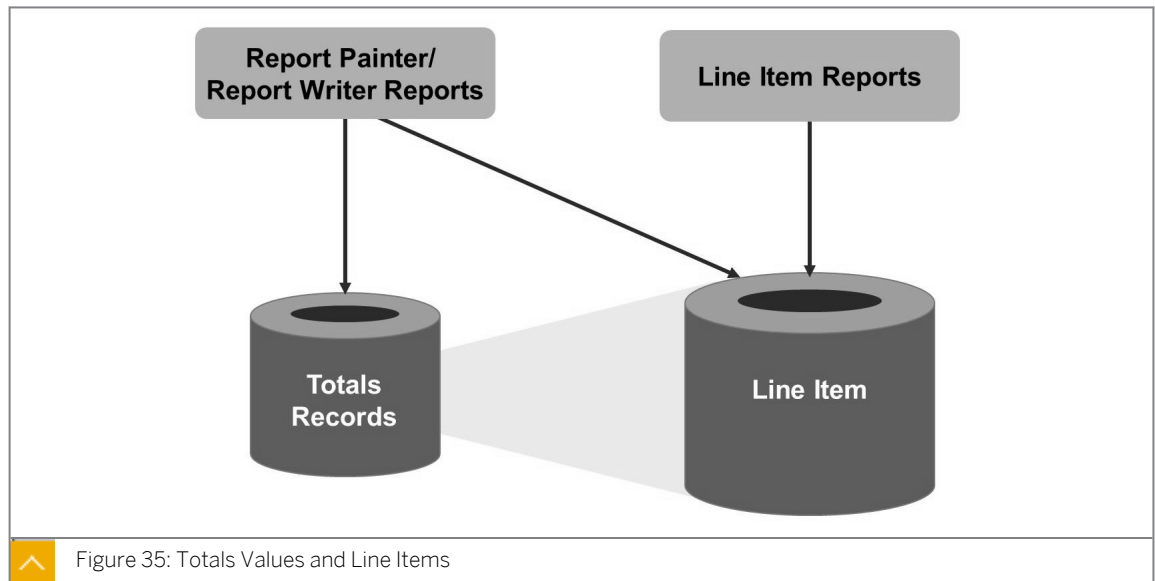 Report Painter/
Report Writer Reports
Line Item Reports
Totals
Records
Line Item
Figure 35: Totals Values and Line Items